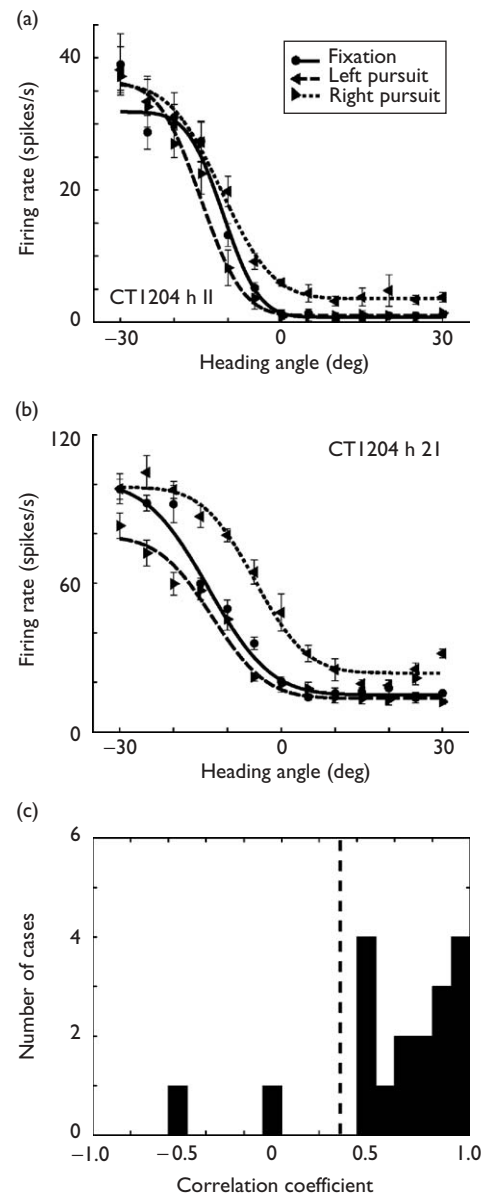 (a)
40
20
0
Firing rate (spikes/s)
Fixation
Left pursuit
Right pursuit
CT1204 h II
−30
0
30
Heading angle (deg)
(b)
120
60
0
Firing rate (spikes/s)
CT1204 h 21
−30
0
30
Heading angle (deg)
(c)
6
4
2
0
Number of cases
−1.0
−0.5
0
0.5
1.0
Correlation coefficient